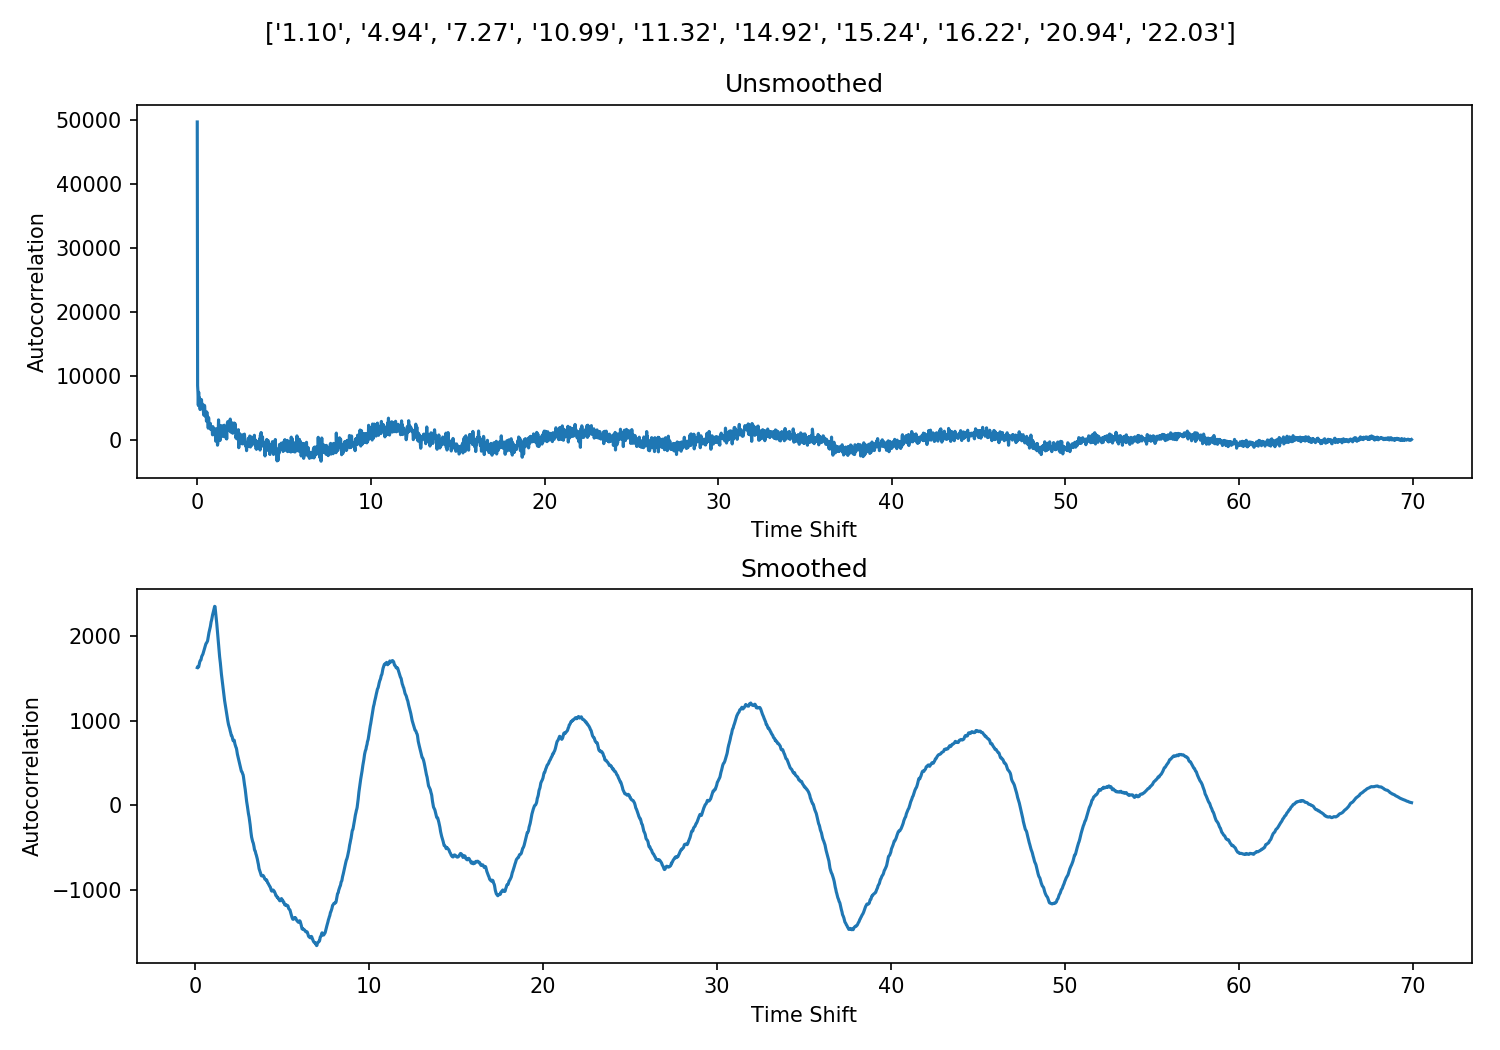 ['1.10', '4.94', '7.27', '10.99', '11.32', '14.92', '15.24', '16.22', '20.94', '22.03']
Unsmoothed
50000
40000
30000
20000
10000
0
Autocorrelation
0 10 20 30 40 50 60 70
Time Shift
Smoothed
2000
1000
0
−1000
Autocorrelation
0 10 20 30 40 50 60 70
Time Shift